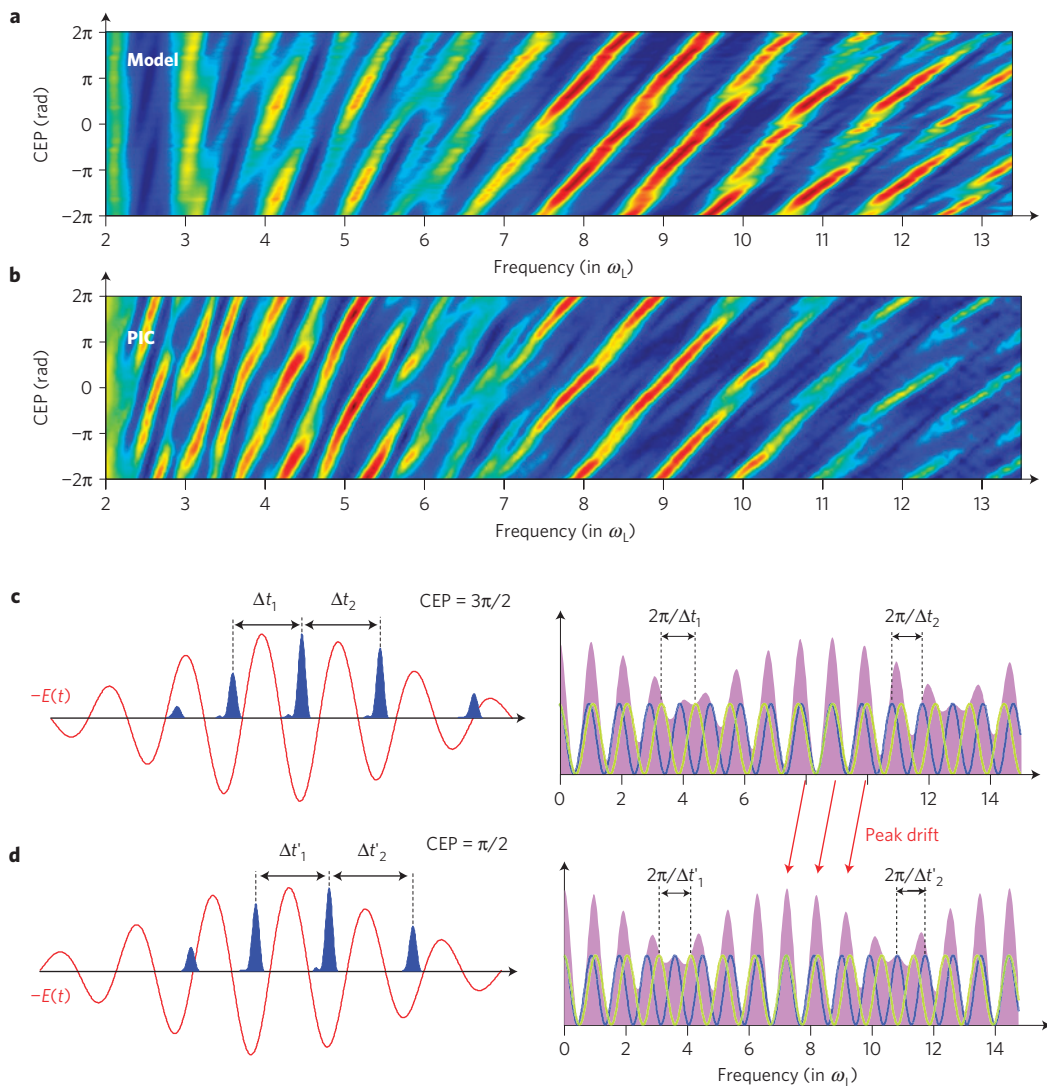 a
2π
π
0
−π
−2π
CEP (rad)
Model
2 3 4 5 6 7 8 9 10 11 12 13
Frequency (in ωL)
b
2π
π
0
−π
−2π
CEP (rad)
PIC
2 3 4 5 6 7 8 9 10 11 12 13
Frequency (in ωL)
c
Δt1 Δt2 CEP = 3π/2
−E(t)
2π/Δt1 2π/Δt2
0 2 4 6 12 14
Peak drift
d
Δt'1 Δt'2 CEP = π/2
−E(t)
2π/Δt'1 2π/Δt'2
0 2 4 6 8 10 12 14
Frequency (in ωL)